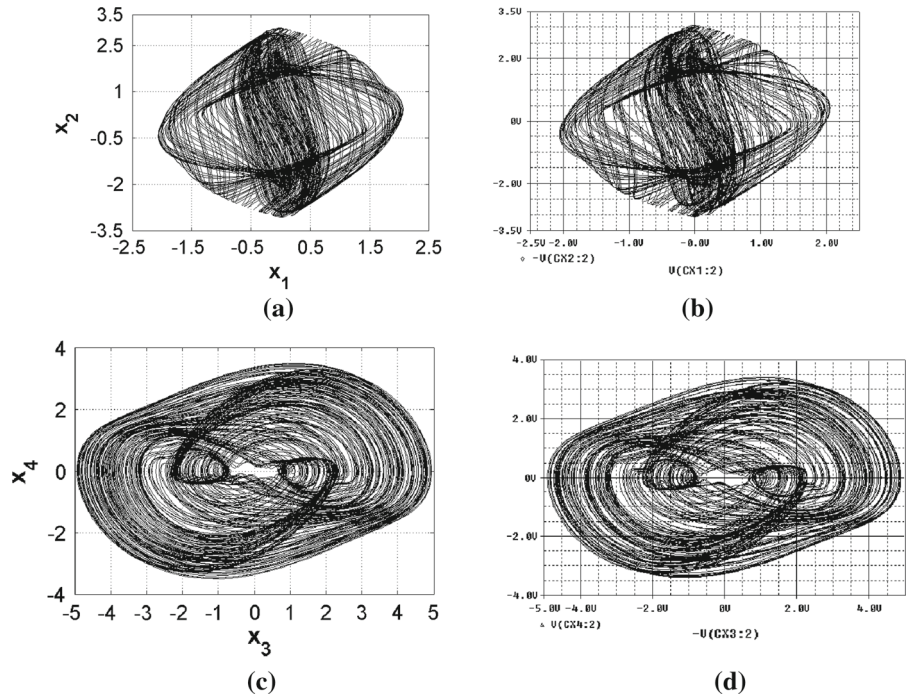 3.5
2.5
1
-0.5
-2
-3.5
x2
-2.5 -1.5 -0.5 0.5 1.5 2.5
x1
(a)
3.5V
2.0V
0V
-2.0V
-3.5V
-2.5V -2.0V -1.0V -0.0V 1.0V 2.0V
◇ -V(CX2:2)
V(CX1:2)
(b)
4
2
0
-2
-4
x4
-5 -4 -3 -2 -1 0 1 2 3 4 5
x3
(c)
4.0V
2.0V
0V
-2.0V
-4.0V
-5.0V -4.0V -2.0V 0V 2.0V 4.0V
▵ V(CX4:2)
-V(CX3:2)
(d)